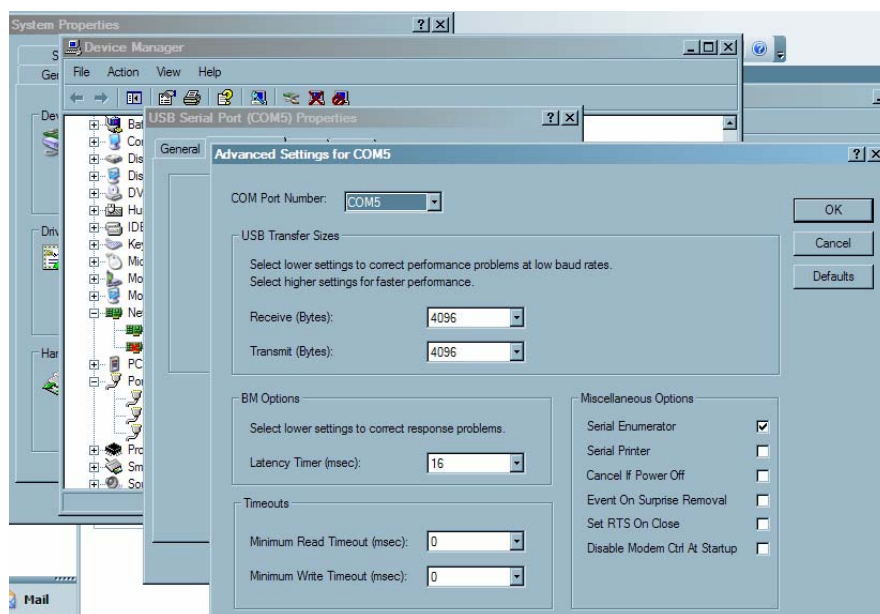 System Properties
Device Manager
File Action View Help
USB Serial Port (COM5) Properties
General
Advanced Settings for COM5
COM Port Number: COM5
OK
Cancel
Defaults
USB Transfer Sizes
Select lower settings to correct performance problems at low baud rates.
Select higher settings for faster performance.
Receive (Bytes): 4096
Transmit (Bytes): 4096
BM Options
Select lower settings to correct response problems.
Latency Timer (msec): 16
Timeouts
Minimum Read Timeout (msec): 0
Minimum Write Timeout (msec): 0
Miscellaneous Options
Serial Enumerator
Serial Printer
Cancel If Power Off
Event On Surprise Removal
Set RTS On Close
Disable Modem Ctrl At Startup
Mail